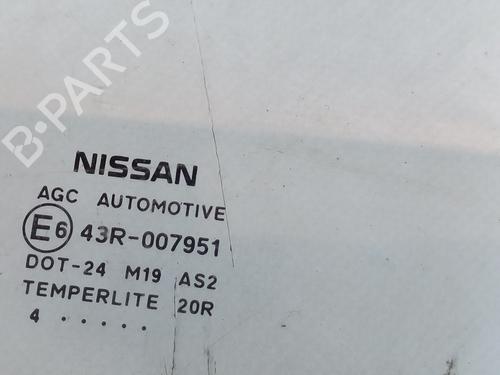 B-PARTS
NISSAN
AGC AUTOMOTIVE
E6 43R-007951
DOT-24 M19 AS2
TEMPERLITE 20R
4 . . . . .